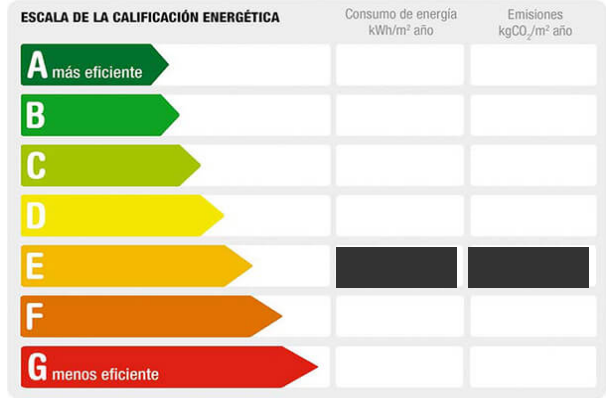 ESCALA DE LA CALIFICACIÓN ENERGÉTICA
Consumo de energía
kWh/m² año
Emisiones
kgCO₂/m² año
A más eficiente
B
C
D
E
F
G menos eficiente